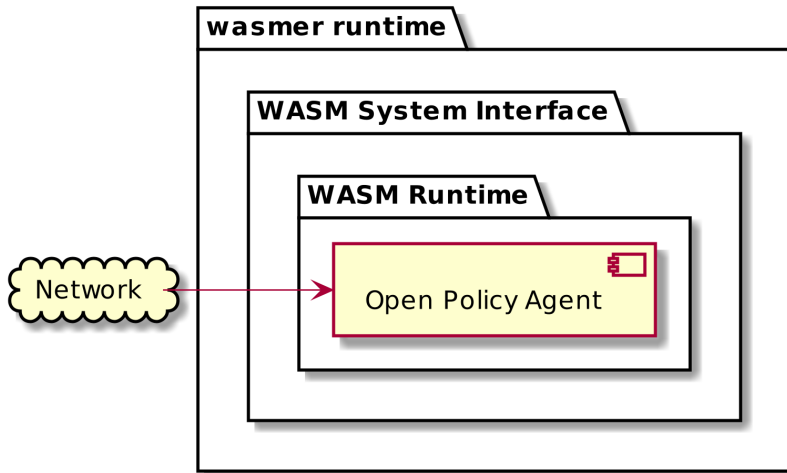 wasmer runtime
WASM System Interface
WASM Runtime
Network
Open Policy Agent